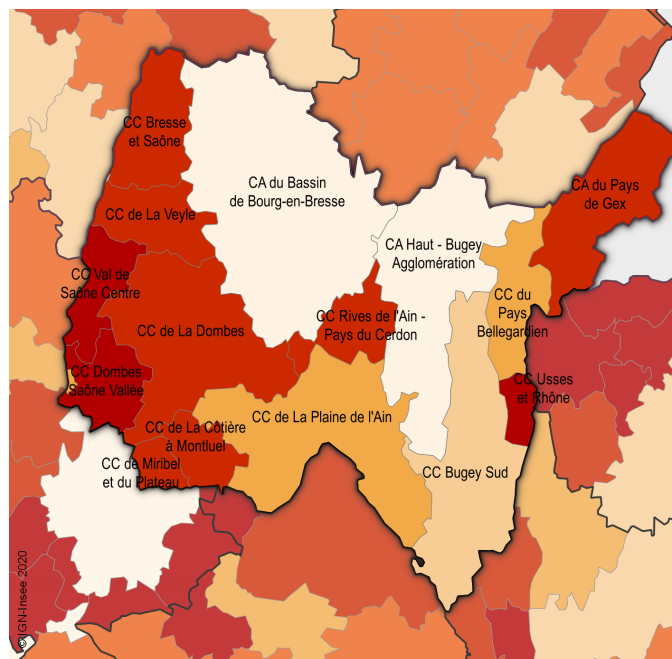 CC Bresse
et Saône
CA du Bassin
de Bourg-en-Bresse
CA du Pays
de Gex
CC de La Veyle
CA Haut - Bugey
Agglomération
CC Val de
Saône Centre
CC du
Pays
Bellegardien
CC de La Dombes
CC Rives de l'Ain -
Pays du Cerdon
CC Dombes
Saône Vallée
CC Usses
et Rhône
CC de La Plaine de l'Ain
CC de La Côtière
à Montluel
CC de Miribel
et du Plateau
CC Bugey Sud
©IGN-Insee 2020